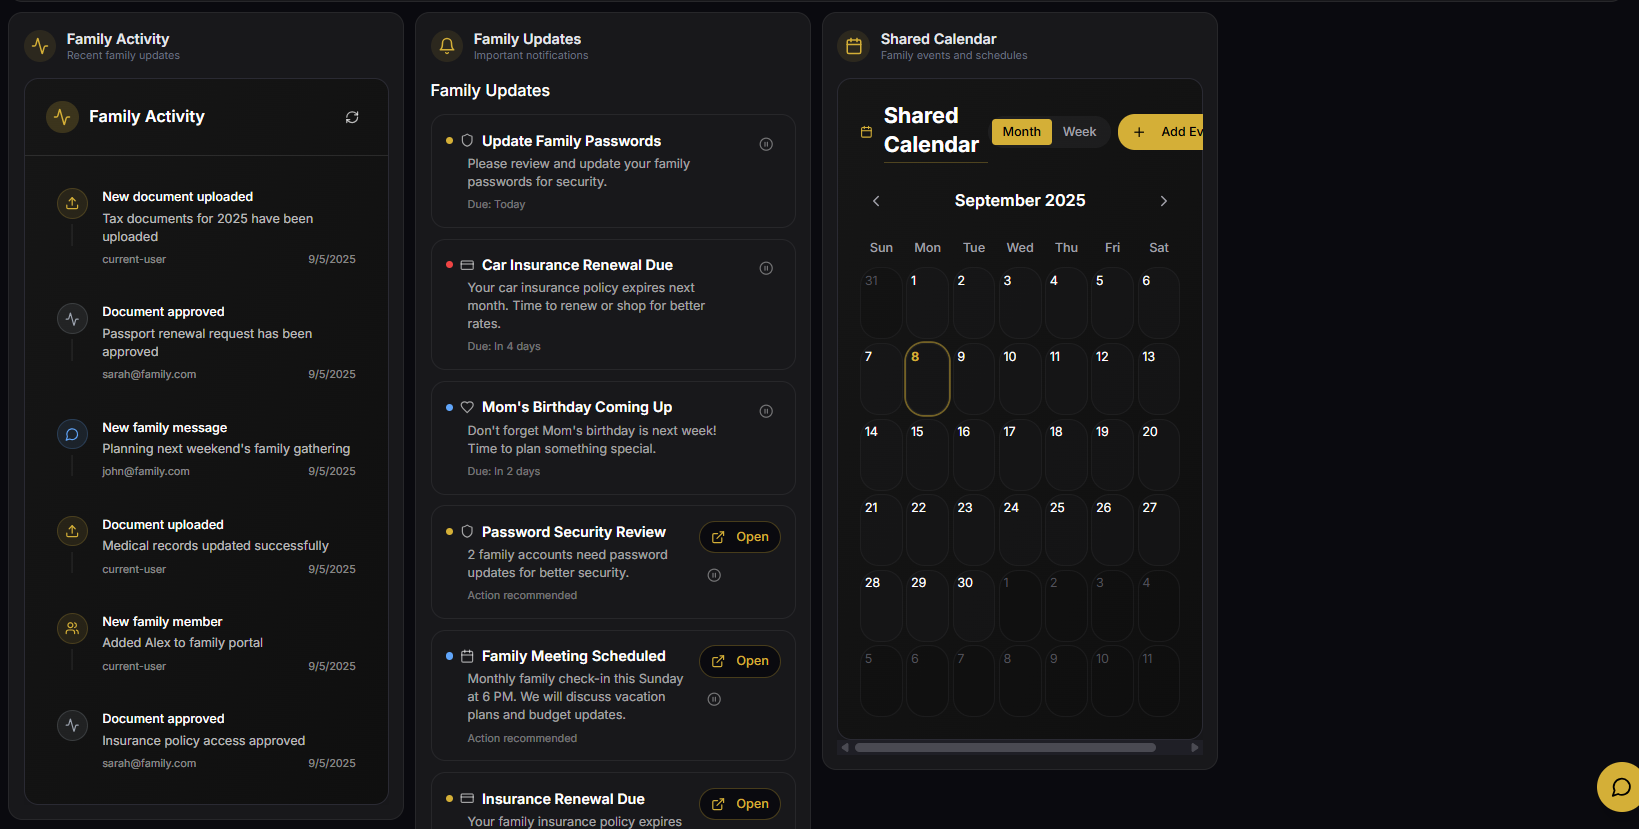 Family Activity
Recent family updates
Family Activity
New document uploaded
Tax documents for 2025 have been
uploaded
current-user 9/5/2025
Document approved
Passport renewal request has been
approved
sarah@family.com 9/5/2025
New family message
Planning next weekend's family gathering
john@family.com 9/5/2025
Document uploaded
Medical records updated successfully
current-user 9/5/2025
New family member
Added Alex to family portal
current-user 9/5/2025
Document approved
Insurance policy access approved
sarah@family.com 9/5/2025
Family Updates
Important notifications
Family Updates
Update Family Passwords
Please review and update your family
passwords for security.
Due: Today
Car Insurance Renewal Due
Your car insurance policy expires next
month. Time to renew or shop for better
rates.
Due: In 4 days
Mom's Birthday Coming Up
Don't forget Mom's birthday is next week!
Time to plan something special.
Due: In 2 days
Password Security Review Open
2 family accounts need password
updates for better security.
Action recommended
Family Meeting Scheduled Open
Monthly family check-in this Sunday
at 6 PM. We will discuss vacation
plans and budget updates.
Action recommended
Insurance Renewal Due Open
Your family insurance policy expires
Shared Calendar
Family events and schedules
Shared
Calendar
Month Week + Add Ev
September 2025
Sun Mon Tue Wed Thu Fri Sat
31 1 2 3 4 5 6
7 8 9 10 11 12 13
14 15 16 17 18 19 20
21 22 23 24 25 26 27
28 29 30 1 2 3 4
5 6 7 8 9 10 11